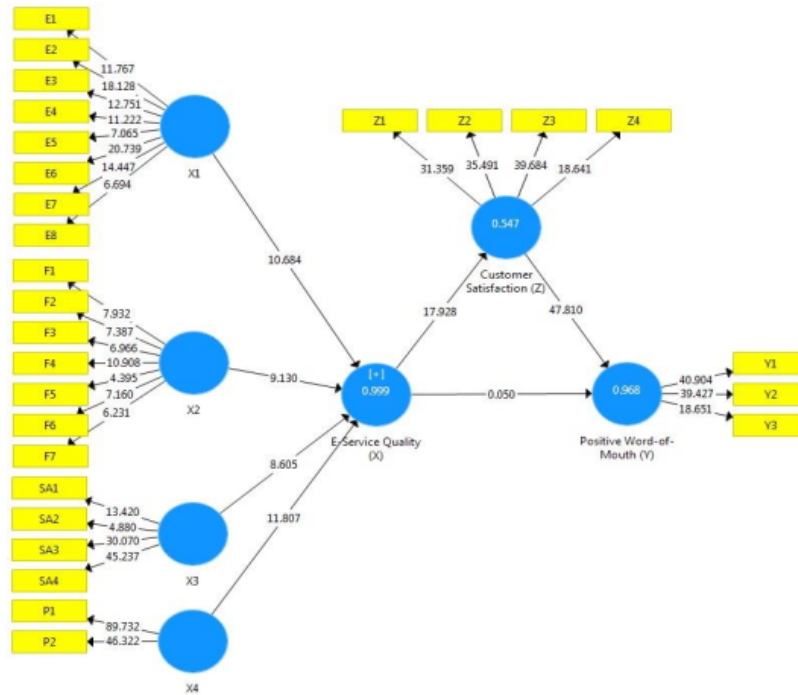 E1
E2
E3
E4
E5
E6
E7
E8
11.767
18.128
12.751
11.222
7.065
20.739
14.447
6.694
X1
F1
F2
F3
F4
F5
F6
F7
7.932
7.387
6.966
10.908
4.395
7.160
6.231
X2
SA1
SA2
SA3
SA4
13.420
4.880
30.070
45.237
X3
P1
P2
89.732
46.322
X4
10.684
9.130
8.605
11.807
[+]
0.999
E-Service Quality
(X)
17.928
0.050
Z1
Z2
Z3
Z4
31.359
35.491
39.684
18.641
0.547
Customer
Satisfaction (Z)
47.810
0.968
Positive Word-of-
Mouth (Y)
40.904
39.427
18.651
Y1
Y2
Y3